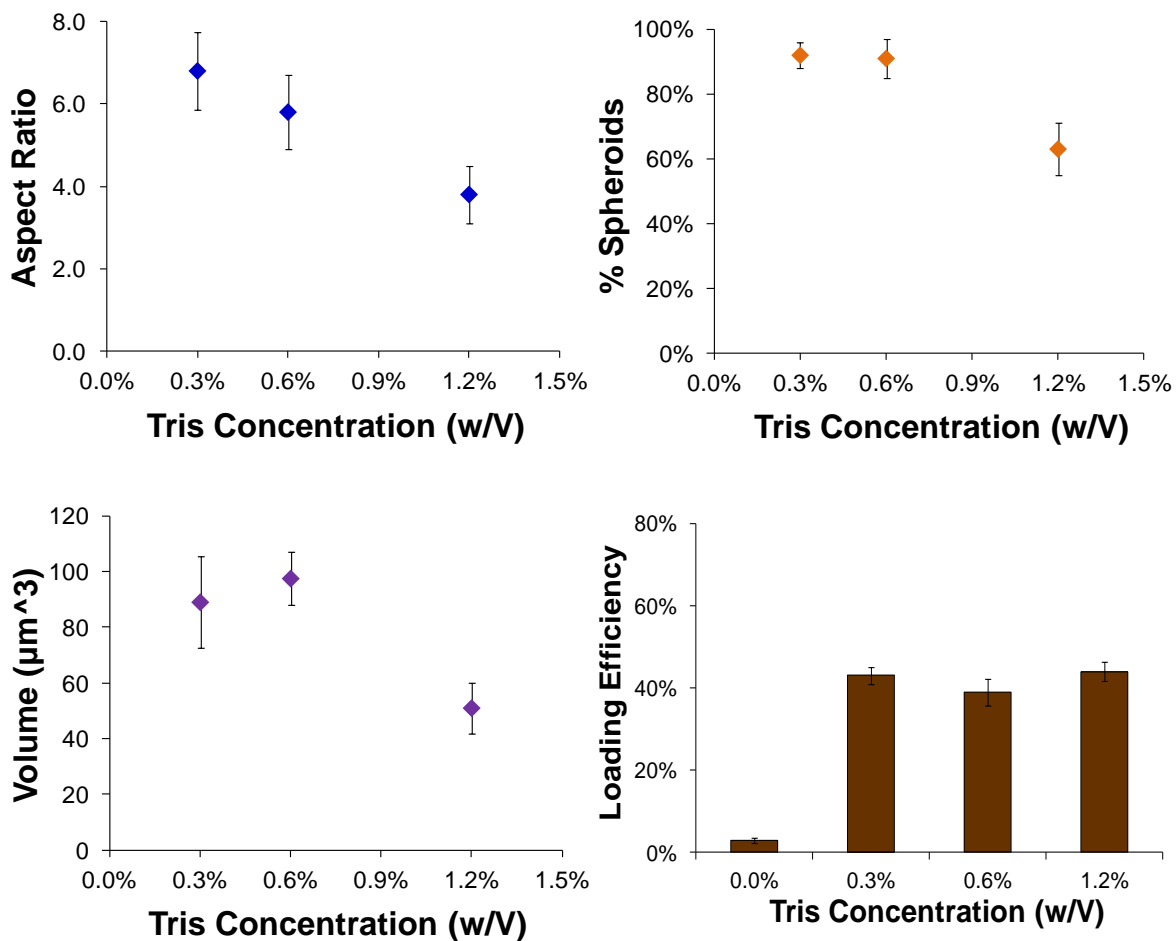 8.0
6.0
4.0
2.0
0.0
Aspect Ratio
0.0% 0.3% 0.6% 0.9% 1.2% 1.5%
Tris Concentration (w/V)
100%
80%
60%
40%
20%
0%
% Spheroids
0.0% 0.3% 0.6% 0.9% 1.2% 1.5%
Tris Concentration (w/V)
120
100
80
60
40
20
0
Volume (µm^3)
0.0% 0.3% 0.6% 0.9% 1.2% 1.5%
Tris Concentration (w/V)
80%
60%
40%
20%
0%
Loading Efficiency
0.0% 0.3% 0.6% 1.2%
Tris Concentration (w/V)